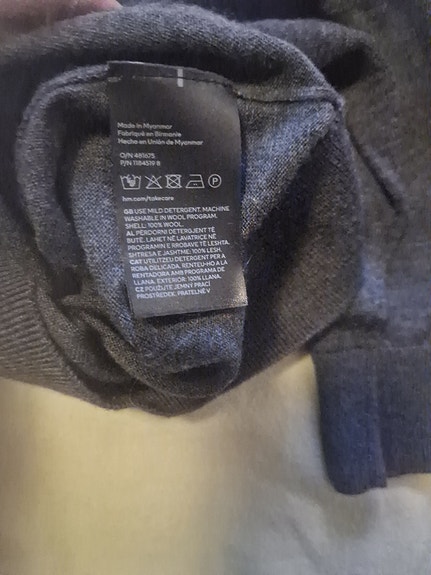 Made in Myanmar
Fabriqué en Birmanie
Hecho en Unión de Myanmar
O/N 481675
P/N 1184519 8
P
hm.com/takecare
GB USE MILD DETERGENT. MACHINE
WASHABLE IN WOOL PROGRAM.
SHELL: 100% WOOL.
AL PËRDORNI DETERGJENT TË
BUTË. LAHET NË LAVATRIÇE NË
PROGRAMIN E RROBAVE TË LESHTA.
SHTRESA E JASHTME: 100% LESH.
CAT UTILITZEU DETERGENT PER A
ROBA DELICADA. RENTEU-HO A LA
RENTADORA AMB PROGRAMA DE
LLANA. EXTERIOR: 100% LLANA.
CZ POUŽIJTE JEMNÝ PRACÍ
PROSTŘEDEK. PRATELNÉ V